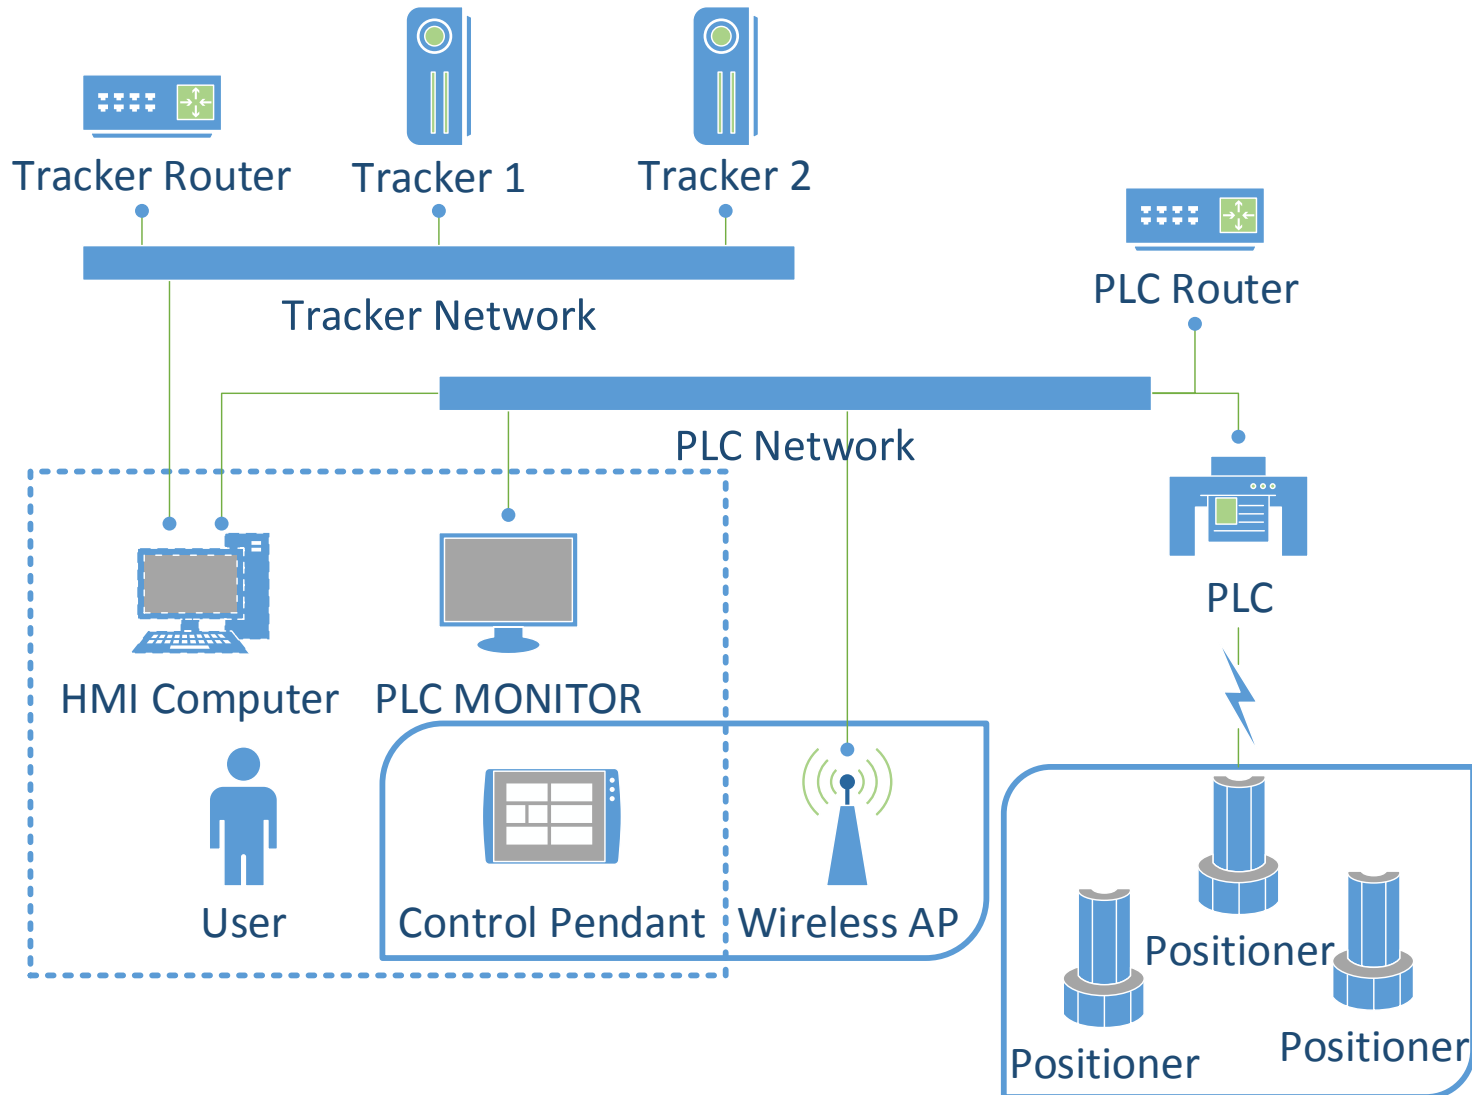 Tracker Router
Tracker 1
Tracker 2
PLC Router
Tracker Network
PLC Network
PLC
HMI Computer
PLC MONITOR
User
Control Pendant
Wireless AP
Positioner
Positioner
Positioner